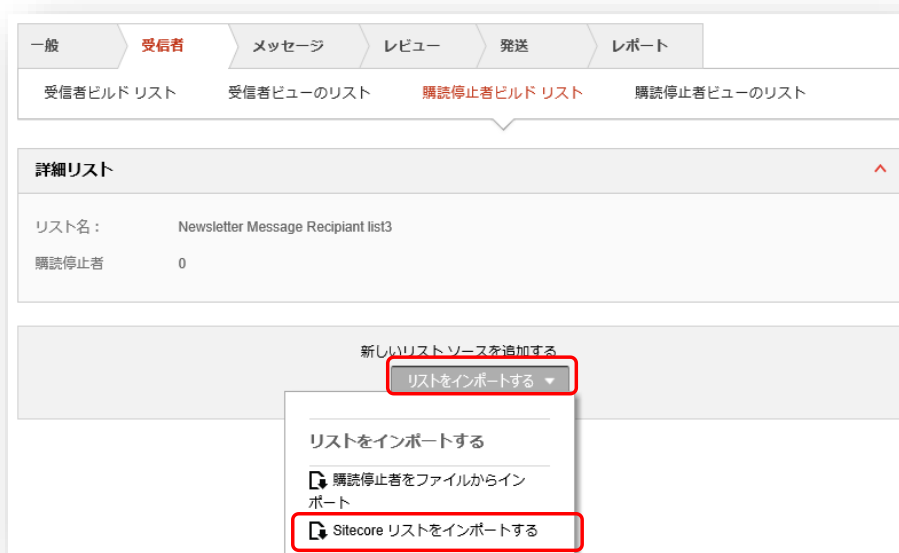 一般 受信者 メッセージ レビュー 発送 レポート
受信者ビルド リスト 受信者ビューのリスト 購読停止者ビルド リスト 購読停止者ビューのリスト
詳細リスト
リスト名： Newsletter Message Recipiant list3
購読停止者 0
新しいリスト ソースを追加する
リストをインポートする
リストをインポートする
購読停止者をファイルからイン
ポート
Sitecore リストをインポートする